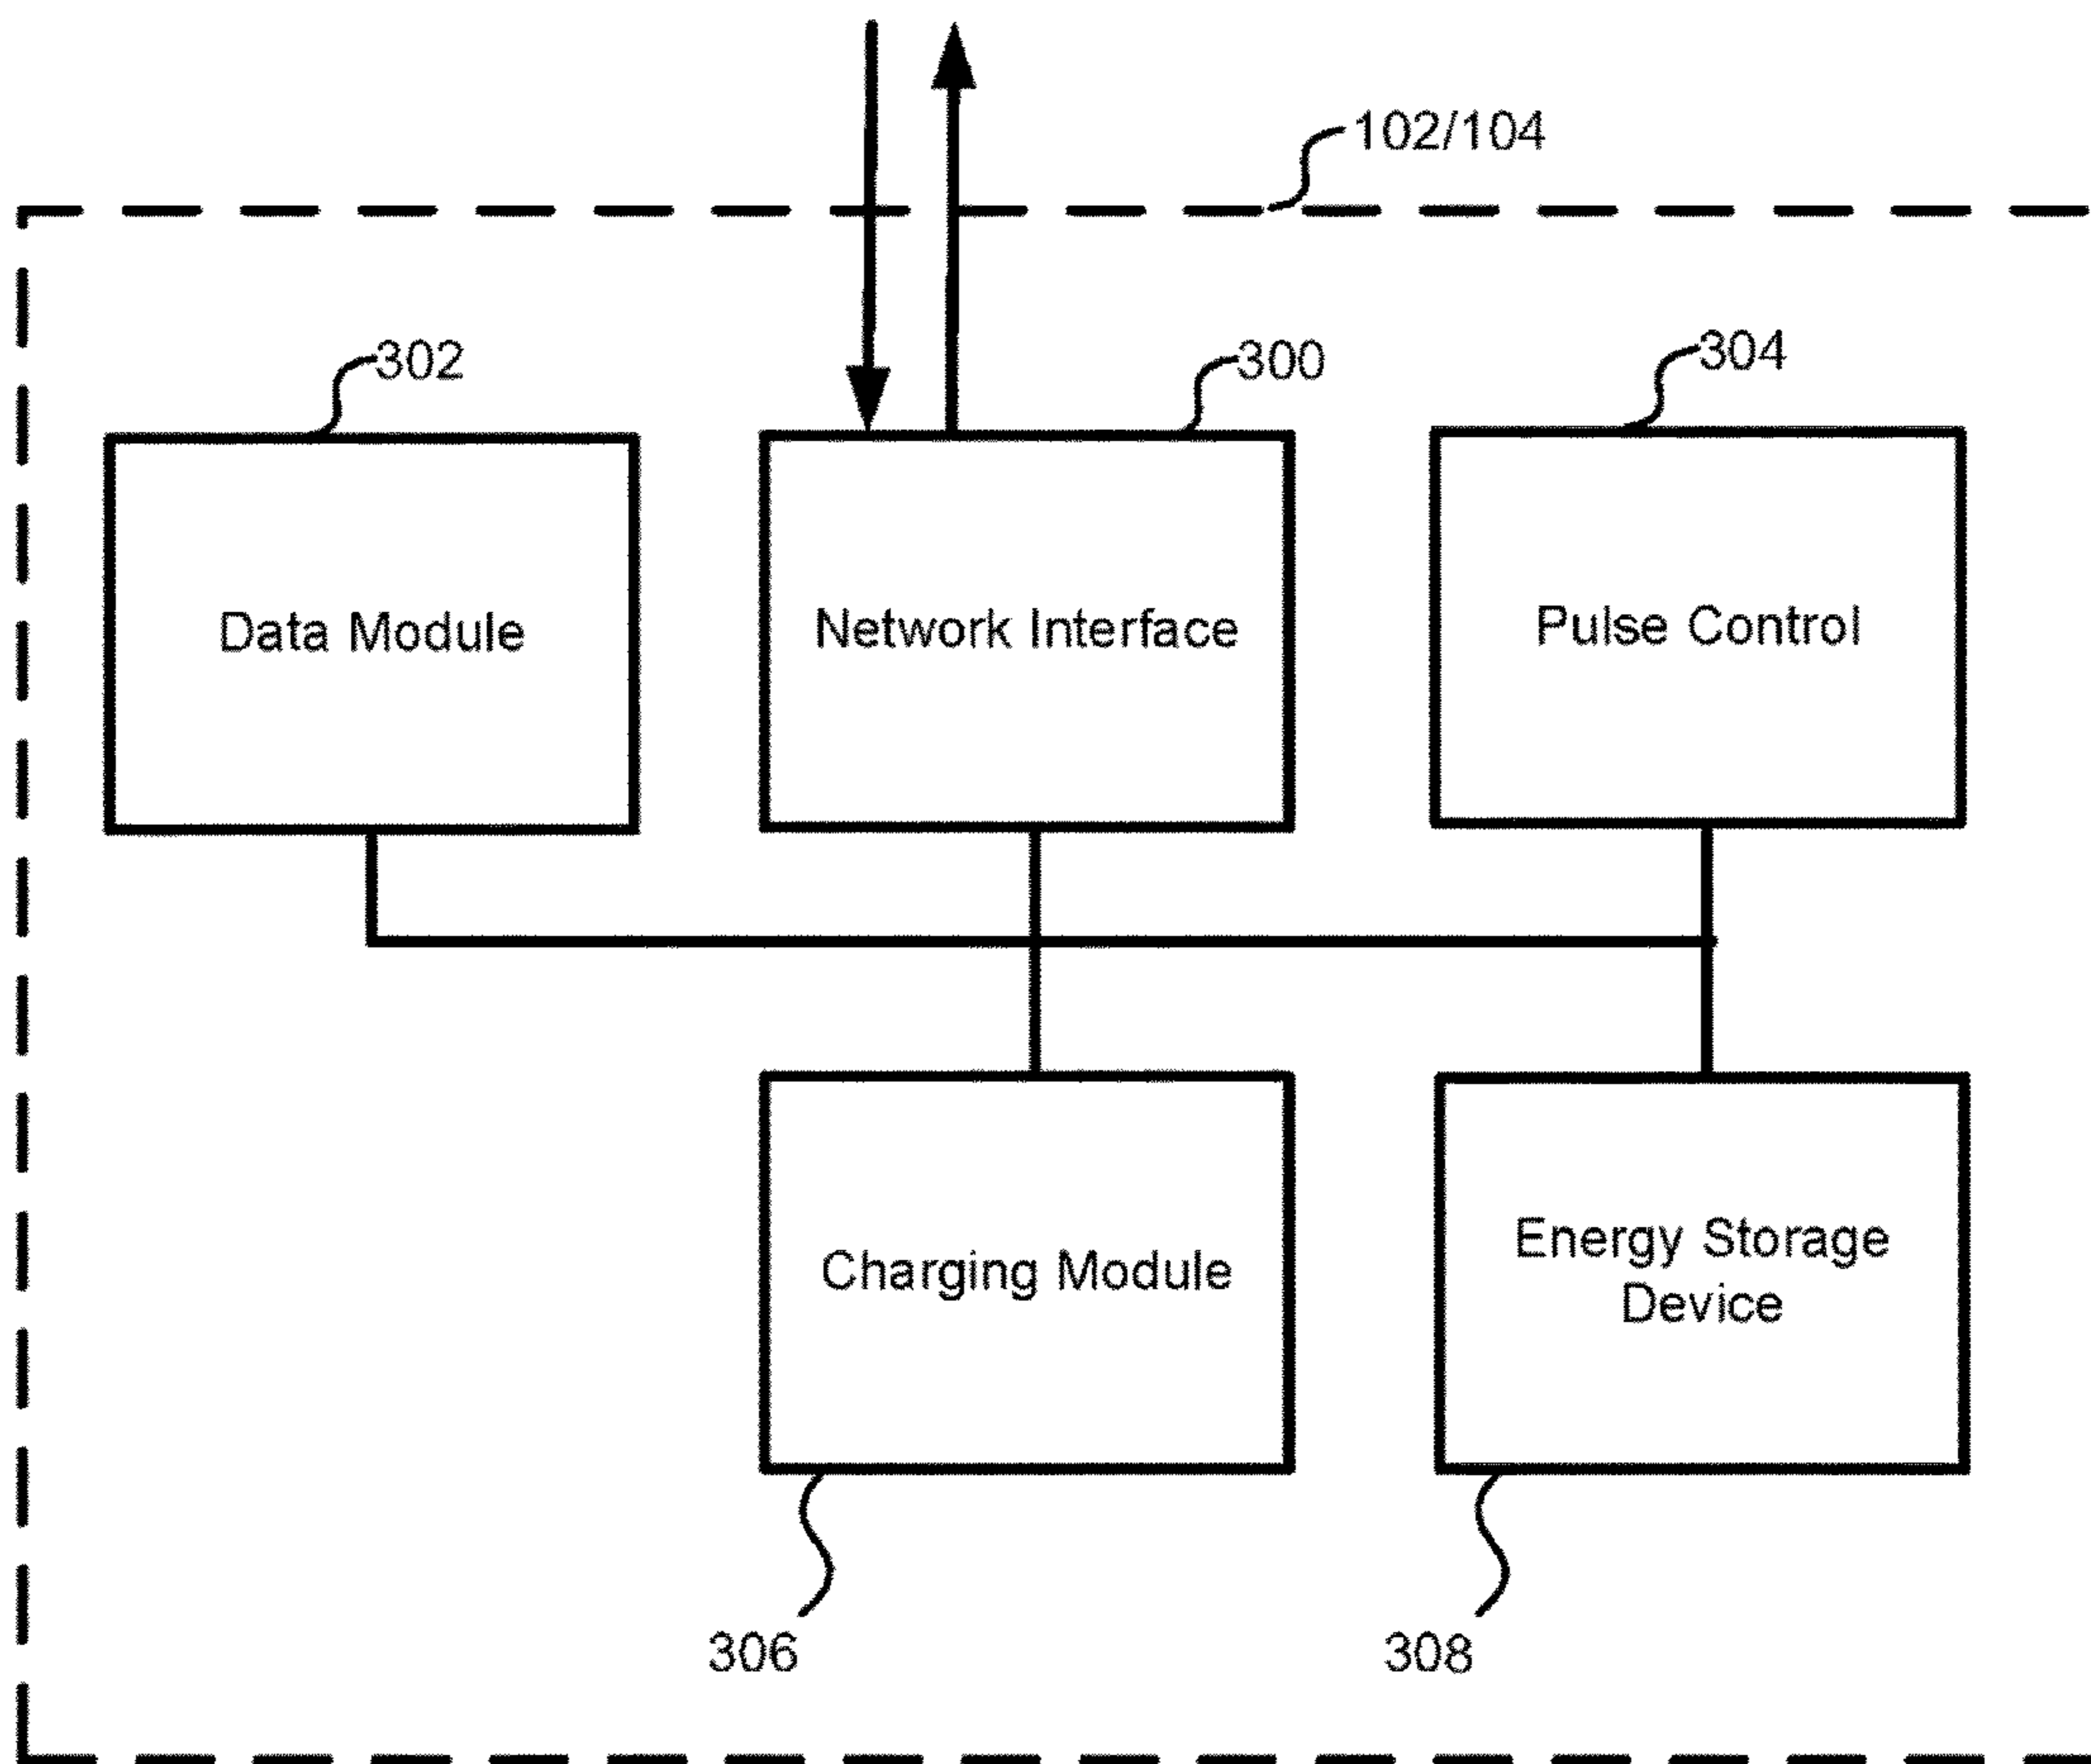 102/104
302
300
304
Data Module
Network Interface
Pulse Control
Charging Module
Energy Storage
Device
306
308